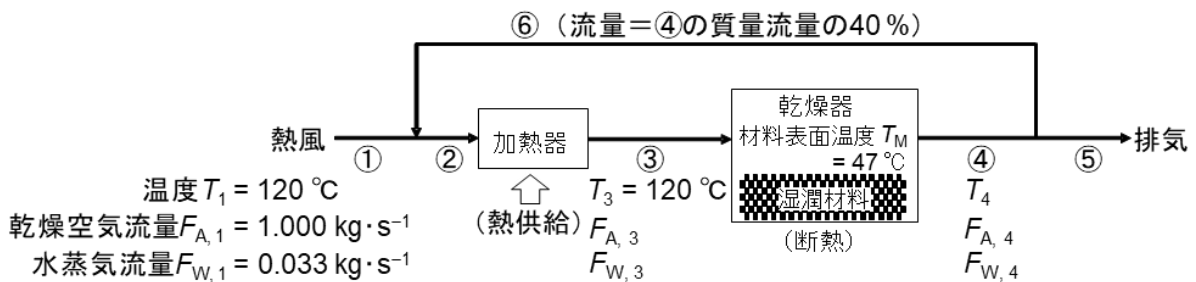 ⑥（流量＝④の質量流量の40 %）
熱風
①
②
加熱器
③
乾燥器
材料表面温度 TM
= 47 ℃
湿潤材料
(断熱)
④
⑤
排気
温度T1 = 120 ℃
乾燥空気流量FA, 1 = 1.000 kg·s−1
水蒸気流量FW, 1 = 0.033 kg·s−1
(熱供給)
T3 = 120 ℃
FA, 3
FW, 3
T4
FA, 4
FW, 4